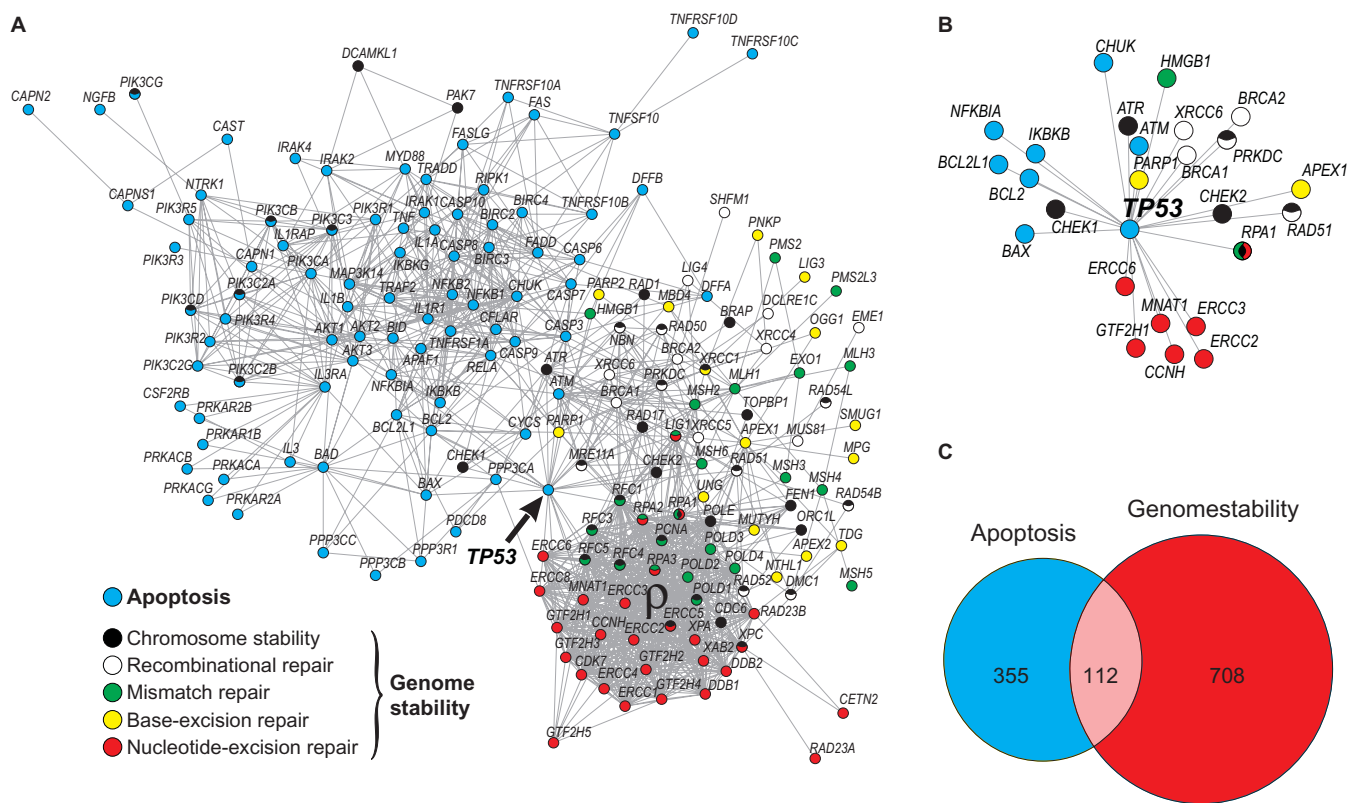 A
TNFRSF10D
TNFRSF10C
DCAMKL1
PIK3CG
NGFB
CAPN2
PAK7
TNFRSF10A
FAS
TNFSF10
CAST
FASLG
IRAK4
IRAK2
MYD88
TRADD
NTRK1
RIPK1
DFFB
CAPNS1
PIK3R5
PIK3CB
PIK3C3
PIK3R1
IRAK1
CASP10
BIRC4
TNFRSF10B
SHFM1
TNF
BIRC2
IL1RAP
IL1A
CASP8
FADD
CASP6
PNKP
PMS2
PIK3R3
CAPN1
PIK3CA
IKBKG
BIRC3
LIG4
LIG3
PMS2L3
MAP3K14
PIK3C2A
PIK3CD
TRAF2
NFKB2
NFKB1
CHUK
CASP7
PARP2
RAD1
MBD4
DFFA
DCLRE1C
IL1B
IL1R1
HMGB1
BRAP
OGG1
EME1
PIK3R4
PIK3R2
AKT1
AKT2
BID
CFLAR
CASP3
NBN
RAD50
XRCC4
TNFRSF1A
BRCA2
AKT3
APAF1
RELA
CASP9
ATR
XRCC6
PRKDC
XRCC1
MLH1
EXO1
MLH3
PIK3C2G
PIK3C2B
IL3RA
NFKBIA
IKBKB
ATM
BRCA1
MSH2
RAD54L
CSF2RB
PRKAR2B
BCL2L1
BCL2
CYCS
PARP1
RAD17
LIG1
XRCC5
APEX1
TOPBP1
MUS81
SMUG1
PRKAR1B
IL3
BAD
CHEK1
PPP3CA
MRE11A
CHEK2
MSH6
RAD51
MSH3
MSH4
MPG
PRKACB
PRKACA
PRKACG
PRKAR2A
BAX
UNG
FEN1
RAD54B
PDCD8
TP53
RFC1
RPA2
RPA1
POLE
ORC1L
RFC3
PCNA
MUTYH
TDG
PPP3CC
PPP3CB
PPP3R1
ERCC6
RFC5
RFC4
RPA3
POLD3
POLD2
POLD4
APEX2
NTHL1
MSH5
ERCC8
MNAT1
ERCC3
ρ
POLD1
RAD52
DMC1
GTF2H1
CCNH
ERCC2
ERCC5
XPA
CDC6
RAD23B
GTF2H3
CDK7
ERCC4
GTF2H2
XAB2
XPC
DDB2
ERCC1
GTF2H4
DDB1
GTF2H5
CETN2
RAD23A
Apoptosis
Chromosome stability
Recombinational repair
Mismatch repair
Base-excision repair
Nucleotide-excision repair
Genome
stability
B
CHUK
HMGB1
NFKBIA
IKBKB
ATR
ATM
XRCC6
BRCA2
BCL2L1
BCL2
PARP1
BRCA1
PRKDC
APEX1
TP53
CHEK2
CHEK1
RAD51
BAX
RPA1
ERCC6
MNAT1
ERCC3
GTF2H1
CCNH
ERCC2
C
Apoptosis
Genomestability
355
112
708